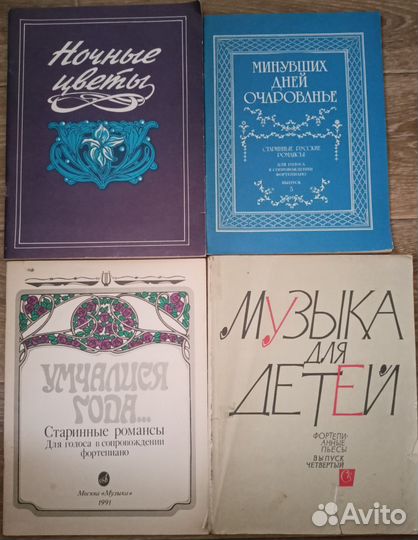 Ночные
цветы
МИНУВШИХ
ДНЕЙ
ОЧАРОВАНЬЕ
СТАРИННЫЕ РУССКИЕ
РОМАНСЫ
ДЛЯ ГОЛОСА
В СОПРОВОЖДЕНИИ
ФОРТЕПИАНО
ВЫПУСК
5
УМЧАЛИСЯ
ГОДА...
Старинные романсы
Для голоса в сопровождении
фортепиано
Москва «Музыка»
1991
МУЗЫКА
ДЛЯ
ДЕТЕЙ
ФОРТЕПИ-
АННЫЕ
ПЬЕСЫ
ВЫПУСК
ЧЕТВЕРТЫЙ
Avito